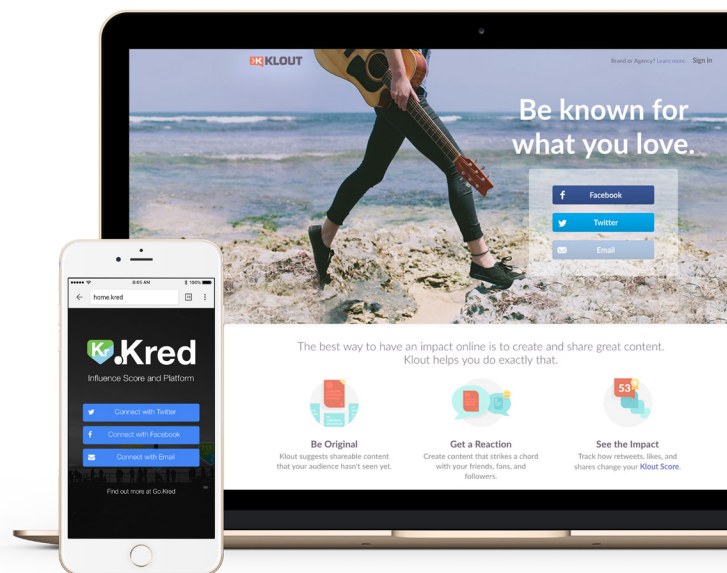 KLOUT
Brand or Agency? Learn more Sign In
Be known for
what you love.
Facebook
Twitter
Email
The best way to have an impact online is to create and share great content.
Klout helps you do exactly that.
53
Be Original
Klout suggests shareable content
that your audience hasn't seen yet.
Get a Reaction
Create content that strikes a chord
with your friends, fans, and
followers.
See the Impact
Track how retweets, likes, and
shares change your Klout Score.
100%
home.kred
Kr.Kred
Influence Score and Platform
Connect with Twitter
Connect with Facebook
Connect with Email
Find out more at Go.Kred